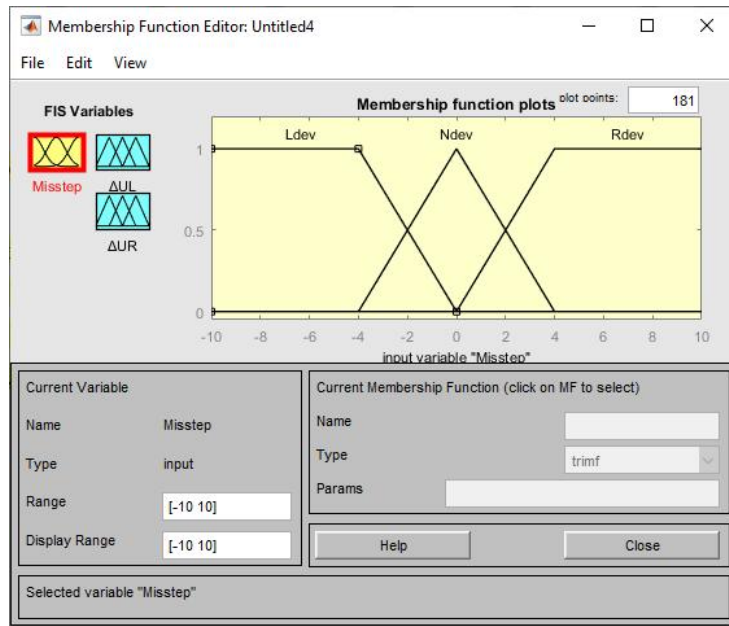 Membership Function Editor: Untitled4
File Edit View
FIS Variables
Misstep
ΔUL
ΔUR
Membership function plots
plot points:
181
Ldev Ndev Rdev
1
0.5
0
-10 -8 -6 -4 -2 0 2 4 6 8 10
input variable "Misstep"
Current Variable
Name Misstep
Type input
Range [-10 10]
Display Range [-10 10]
Current Membership Function (click on MF to select)
Name
Type trimf
Params
Help Close
Selected variable "Misstep"